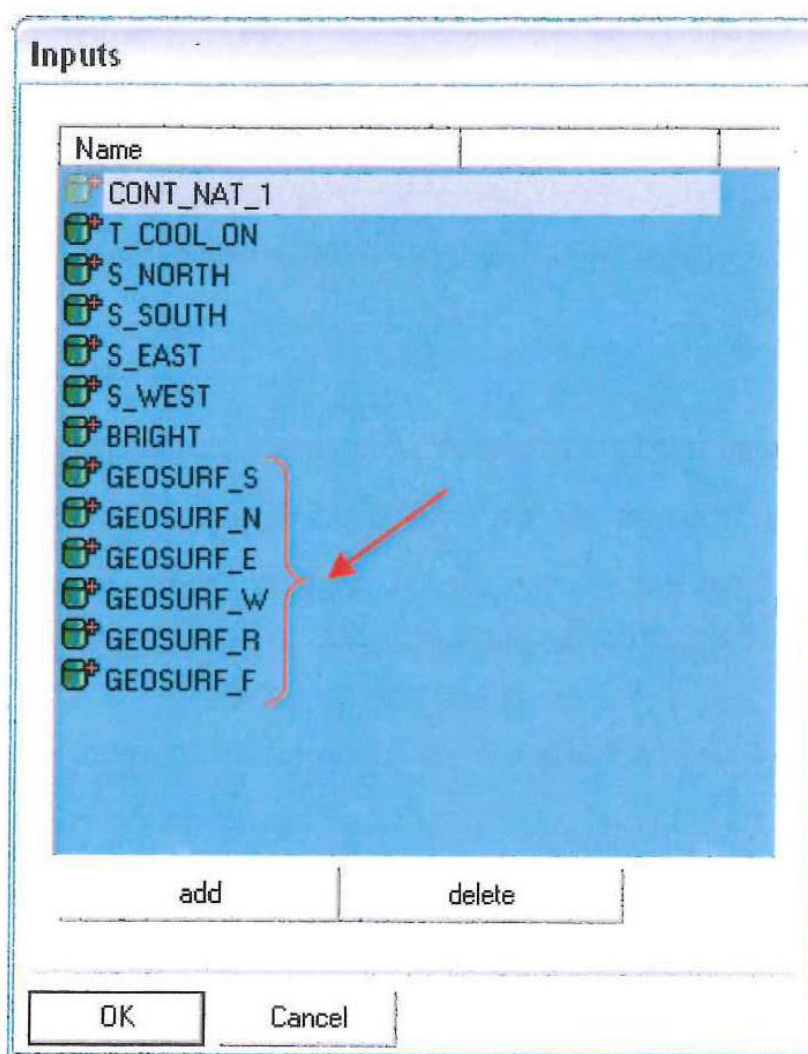 Inputs
Name
CONT_NAT_1
T_COOL_ON
S_NORTH
S_SOUTH
S_EAST
S_WEST
BRIGHT
GEOSURF_S
GEOSURF_N
GEOSURF_E
GEOSURF_W
GEOSURF_R
GEOSURF_F
add delete
OK Cancel